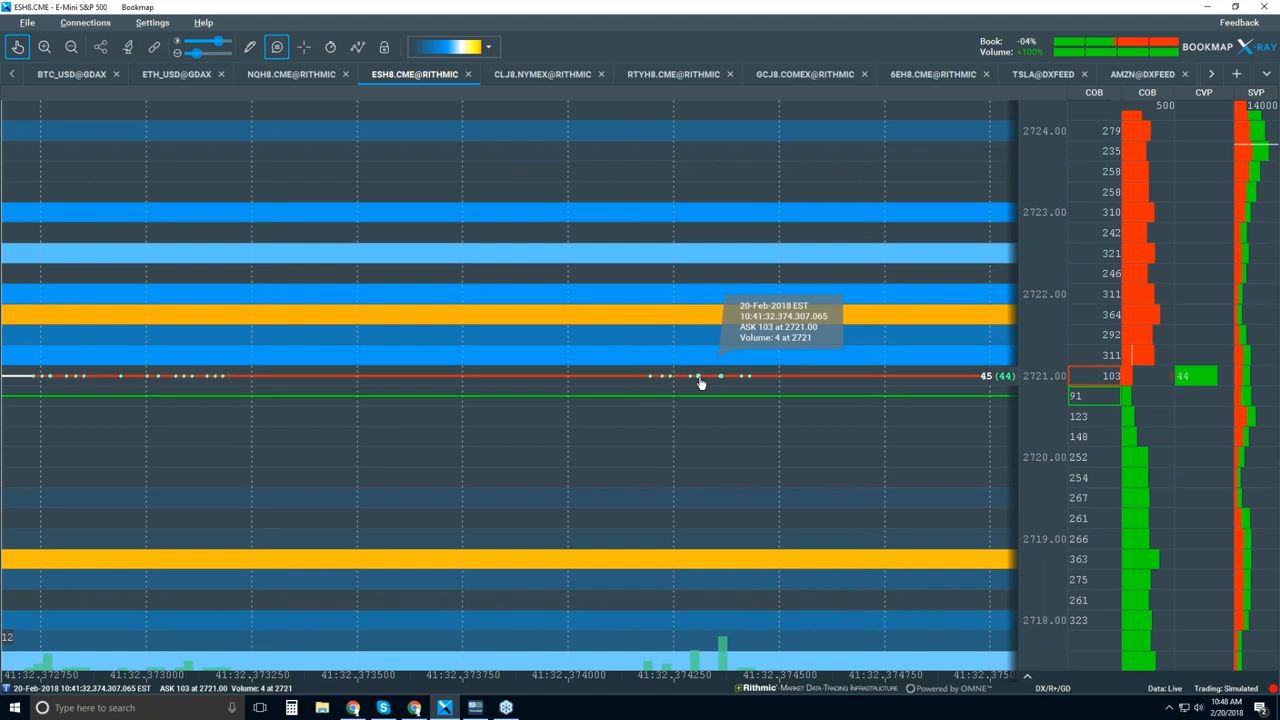 ESH8.CME - E-Mini S&P 500 Bookmap
File Connections Settings Help Feedback
Book: -04%
Volume: +100%
BOOKMAP X-RAY
BTC_USD@GDAX ETH_USD@GDAX NQH8.CME@RITHMIC ESH8.CME@RITHMIC CLJ8.NYMEX@RITHMIC RTYH8.CME@RITHMIC GCJ8.COMEX@RITHMIC 6EH8.CME@RITHMIC TSLA@DXFEED AMZN@DXFEED
COB COB CVP SVP
500 14000
2724.00 279
235
258
258
2723.00 310
242
321
246
2722.00 311
364
292
311
20-Feb-2018 EST
10:41:32.374.307.065
ASK 103 at 2721.00
Volume: 4 at 2721
45 (44) 2721.00 103 44
91
123
148
2720.00 252
254
267
261
2719.00 266
363
275
261
2718.00 323
12
41:32.372750 41:32.373000 41:32.373250 41:32.373500 41:32.373750 41:32.374000 41:32.374250 41:32.374500 41:32.374750 41:32.375
20-Feb-2018 10:41:32.374.307.065 EST ASK 103 at 2721.00 Volume: 4 at 2721
Rithmic - Market Data-Trading Infrastructure Powered by OMNE™ DX/R+/GD Data: Live Trading: Simulated
Type here to search
10:48 AM
2/20/2018
2